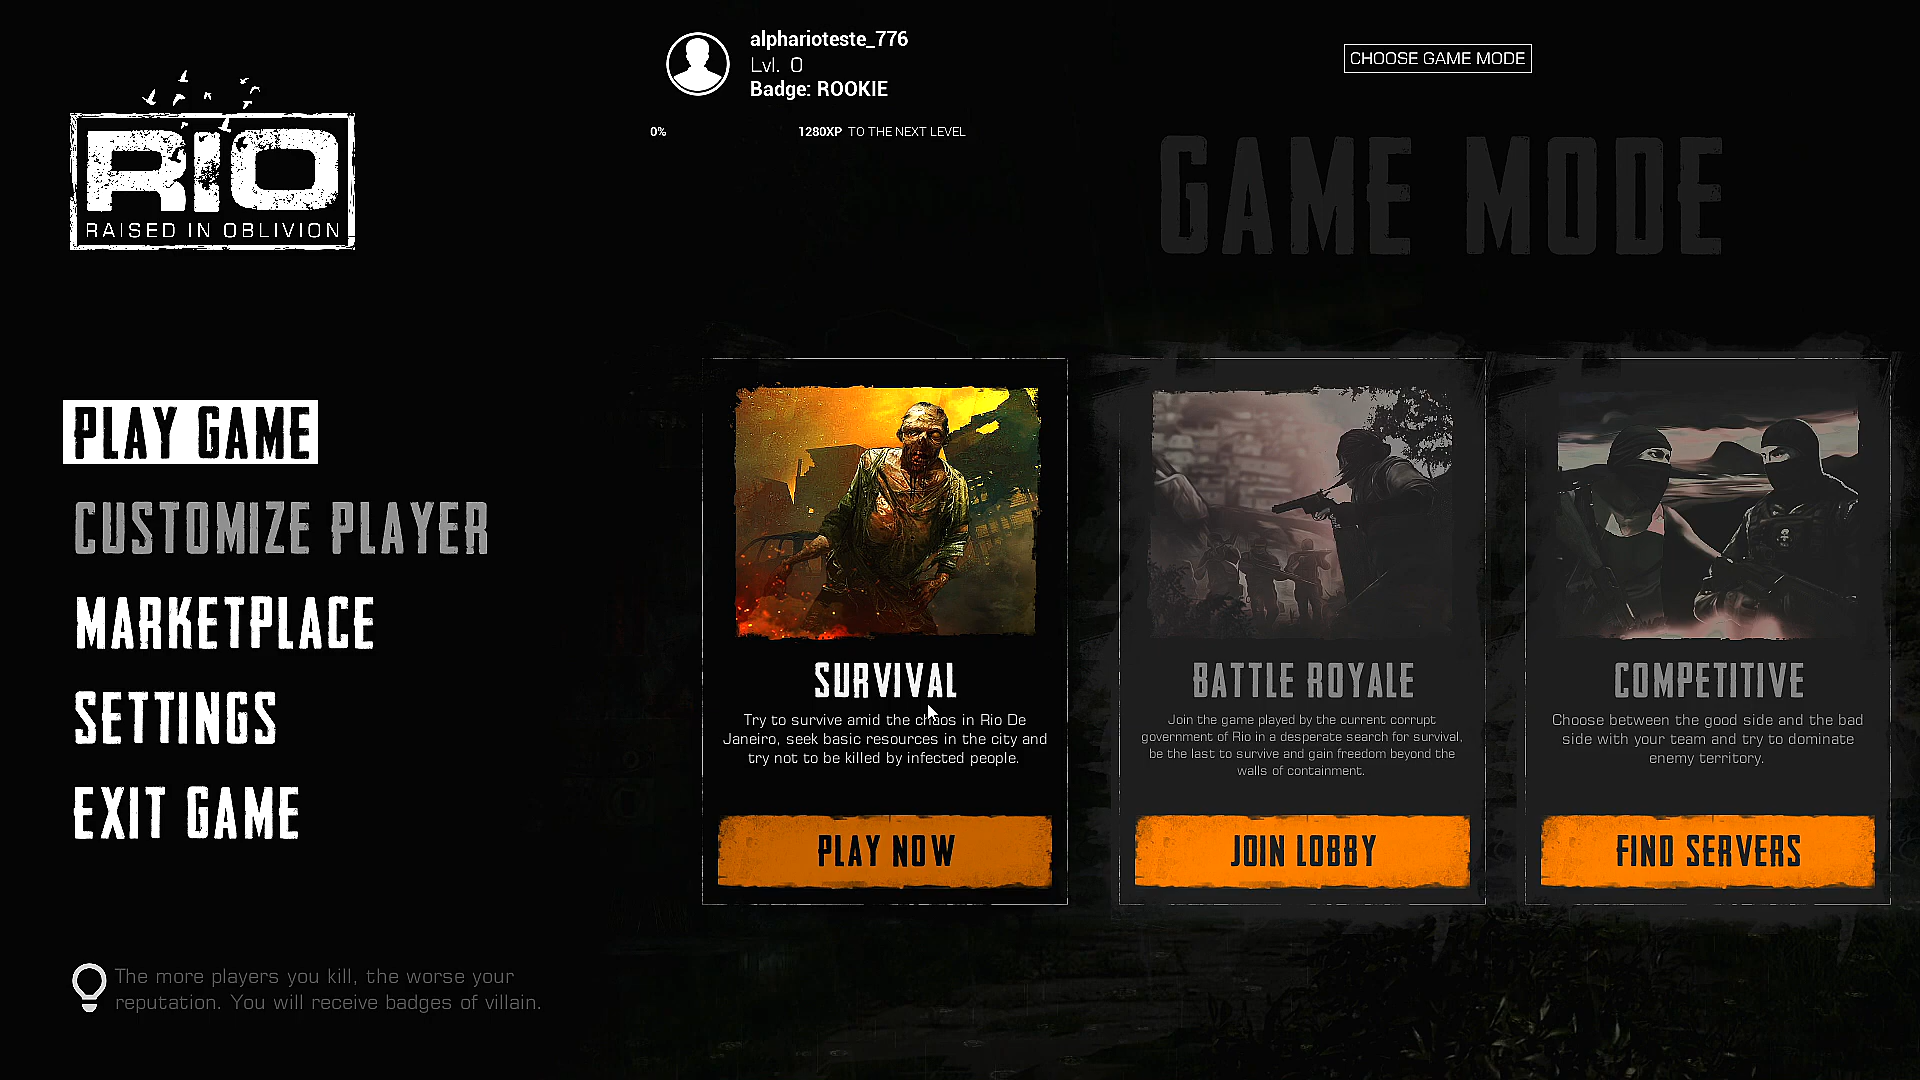 alpharioteste_776
Lvl. 0
Badge: ROOKIE
0%
1280XP TO THE NEXT LEVEL
CHOOSE GAME MODE
GAME MODE
RIO
RAISED IN OBLIVION
PLAY GAME
CUSTOMIZE PLAYER
MARKETPLACE
SETTINGS
EXIT GAME
The more players you kill, the worse your
reputation. You will receive badges of villain.
SURVIVAL
Try to survive amid the chaos in Rio De
Janeiro, seek basic resources in the city and
try not to be killed by infected people.
PLAY NOW
BATTLE ROYALE
Join the game played by the current corrupt
government of Rio in a desperate search for survival,
be the last to survive and gain freedom beyond the
walls of containment.
JOIN LOBBY
COMPETITIVE
Choose between the good side and the bad
side with your team and try to dominate
enemy territory.
FIND SERVERS